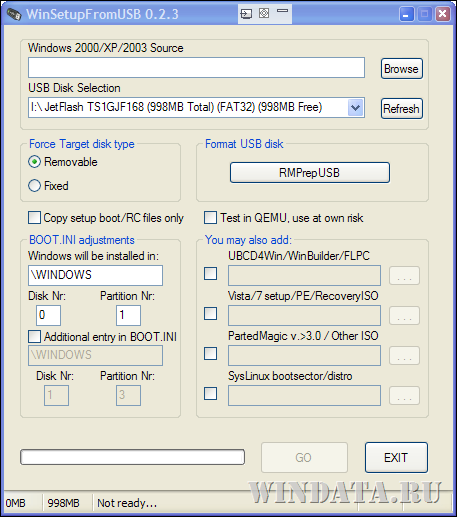 WinSetupFromUSB 0.2.3
Windows 2000/XP/2003 Source
Browse
USB Disk Selection
I:\ JetFlash TS1GJF168 (998MB Total) (FAT32) (998MB Free)
Refresh
Force Target disk type
Format USB disk
Removable
RMPrepUSB
Fixed
Copy setup boot/RC files only
Test in QEMU, use at own risk
BOOT.INI adjustments
You may also add:
Windows will be installed in:
UBCD4Win/WinBuilder/FLPC
\WINDOWS
...
Disk Nr:
Partition Nr:
Vista/7 setup/PE/RecoveryISO
0
1
...
Additional entry in BOOT.INI
PartedMagic v.>3.0 / Other ISO
\WINDOWS
...
Disk Nr:
Partition Nr:
SysLinux bootsector/distro
1
3
...
GO
EXIT
WINDATA.RU
0MB
998MB
Not ready...